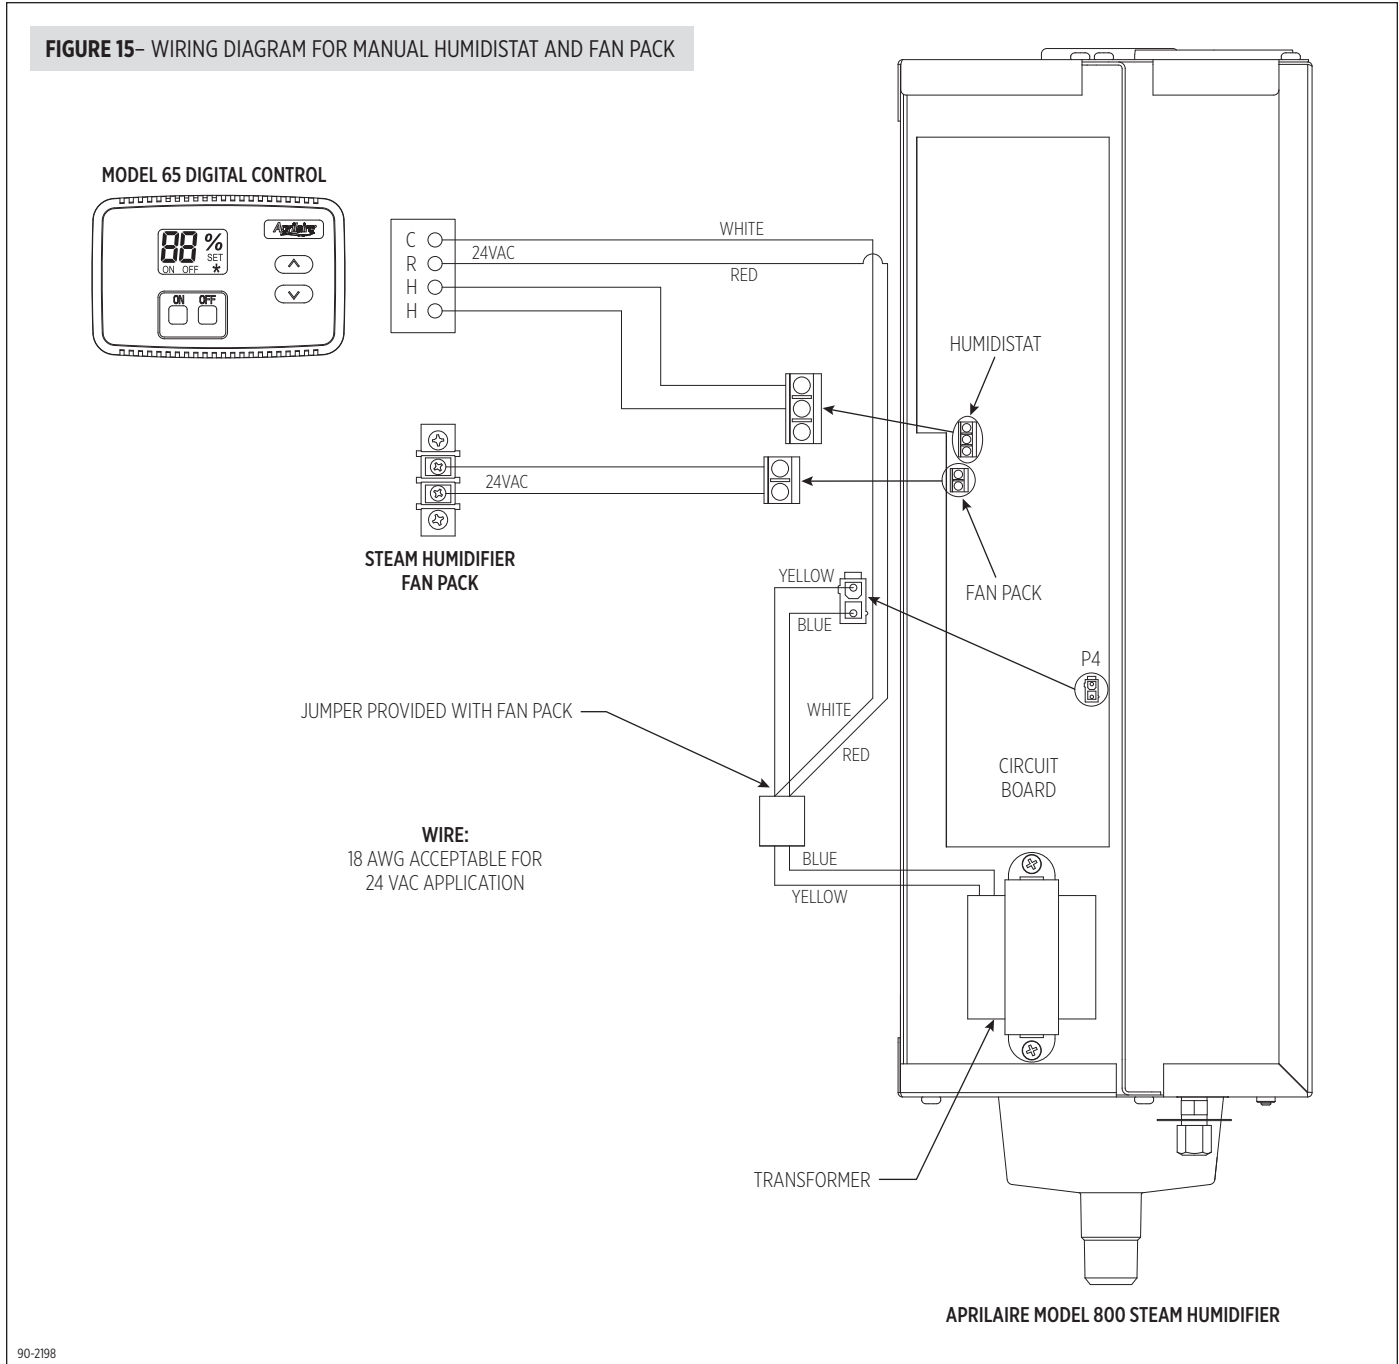 FIGURE 15– WIRING DIAGRAM FOR MANUAL HUMIDISTAT AND FAN PACK
MODEL 65 DIGITAL CONTROL
Aprilaire
88 %
SET
ON OFF *
ON OFF
C
R
H
H
WHITE
24VAC
RED
HUMIDISTAT
24VAC
STEAM HUMIDIFIER
FAN PACK
YELLOW
BLUE
FAN PACK
P4
JUMPER PROVIDED WITH FAN PACK
WHITE
RED
CIRCUIT
BOARD
WIRE:
18 AWG ACCEPTABLE FOR
24 VAC APPLICATION
BLUE
YELLOW
TRANSFORMER
APRILAIRE MODEL 800 STEAM HUMIDIFIER
90-2198